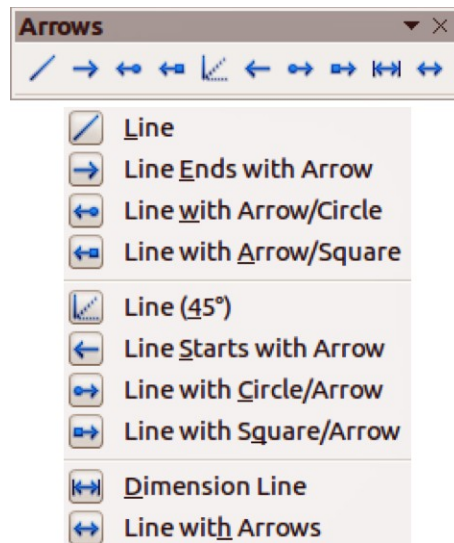 Arrows
Line
Line Ends with Arrow
Line with Arrow/Circle
Line with Arrow/Square
Line (45°)
Line Starts with Arrow
Line with Circle/Arrow
Line with Square/Arrow
Dimension Line
Line with Arrows